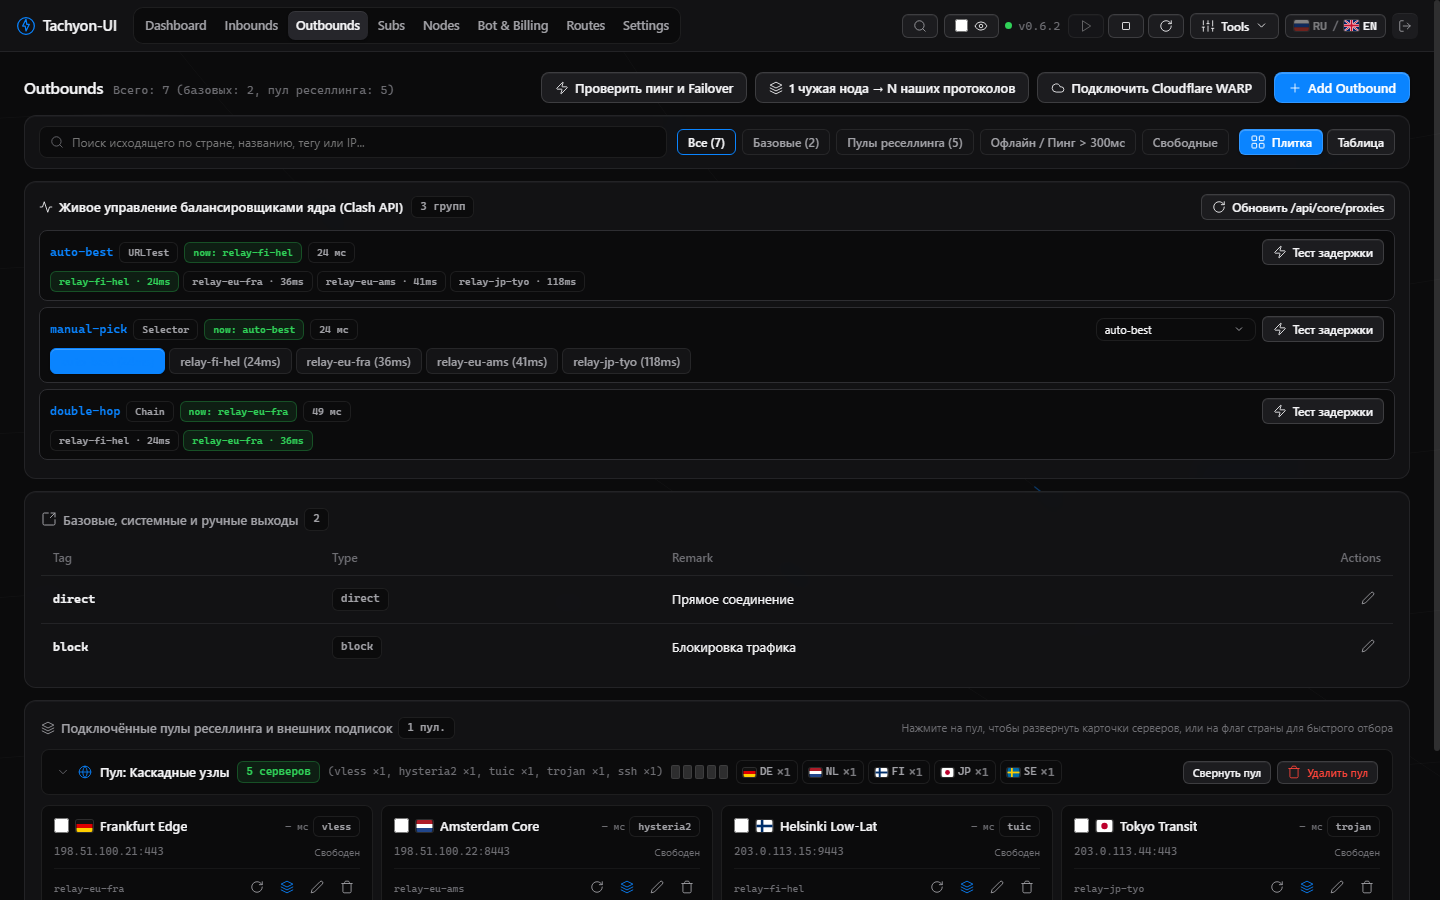 Tachyon-UI Dashboard Inbounds Outbounds Subs Nodes Bot & Billing Routes Settings v0.6.2 Tools RU / EN
Outbounds Всего: 7 (базовых: 2, пул реселлинга: 5) Проверить пинг и Failover 1 чужая нода → N наших протоколов Подключить Cloudflare WARP + Add Outbound
Поиск исходящего по стране, названию, тегу или IP... Все (7) Базовые (2) Пулы реселлинга (5) Офлайн / Пинг > 300мс Свободные Плитка Таблица
Живое управление балансировщиками ядра (Clash API) 3 групп Обновить /api/core/proxies
auto-best URLTest now: relay-fi-hel 24 мс Тест задержки
relay-fi-hel · 24ms relay-eu-fra · 36ms relay-eu-ams · 41ms relay-jp-tyo · 118ms
manual-pick Selector now: auto-best 24 мс auto-best Тест задержки
relay-fi-hel (24ms) relay-eu-fra (36ms) relay-eu-ams (41ms) relay-jp-tyo (118ms)
double-hop Chain now: relay-eu-fra 49 мс Тест задержки
relay-fi-hel · 24ms relay-eu-fra · 36ms
Базовые, системные и ручные выходы 2
Tag Type Remark Actions
direct direct Прямое соединение
block block Блокировка трафика
Подключённые пулы реселлинга и внешних подписок 1 пул. Нажмите на пул, чтобы развернуть карточки серверов, или на флаг страны для быстрого отбора
Пул: Каскадные узлы 5 серверов (vless ×1, hysteria2 ×1, tuic ×1, trojan ×1, ssh ×1) DE ×1 NL ×1 FI ×1 JP ×1 SE ×1 Свернуть пул Удалить пул
Frankfurt Edge — мс vless Amsterdam Core — мс hysteria2 Helsinki Low-Lat — мс tuic Tokyo Transit — мс trojan
198.51.100.21:443 Свободен 198.51.100.22:8443 Свободен 203.0.113.15:9443 Свободен 203.0.113.44:443 Свободен
relay-eu-fra relay-eu-ams relay-fi-hel relay-jp-tyo